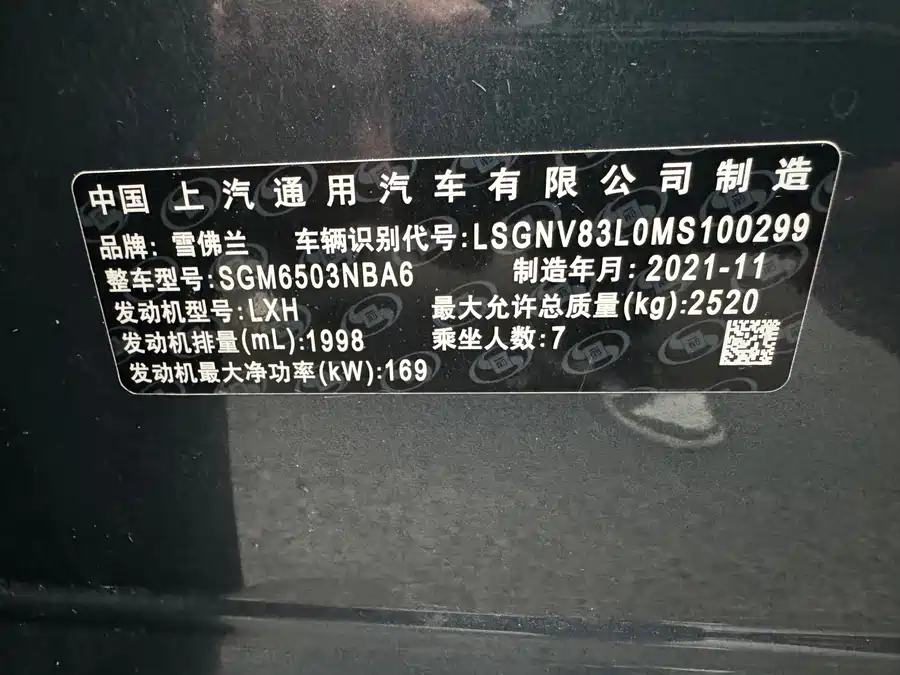 中国 上汽通用汽车有限公司制造
品牌: 雪佛兰 车辆识别代号:LSGNV83L0MS100299
整车型号:SGM6503NBA6 制造年月: 2021-11
发动机型号:LXH 最大允许总质量(kg):2520
发动机排量(mL):1998 乘坐人数:7
发动机最大净功率(kW):169